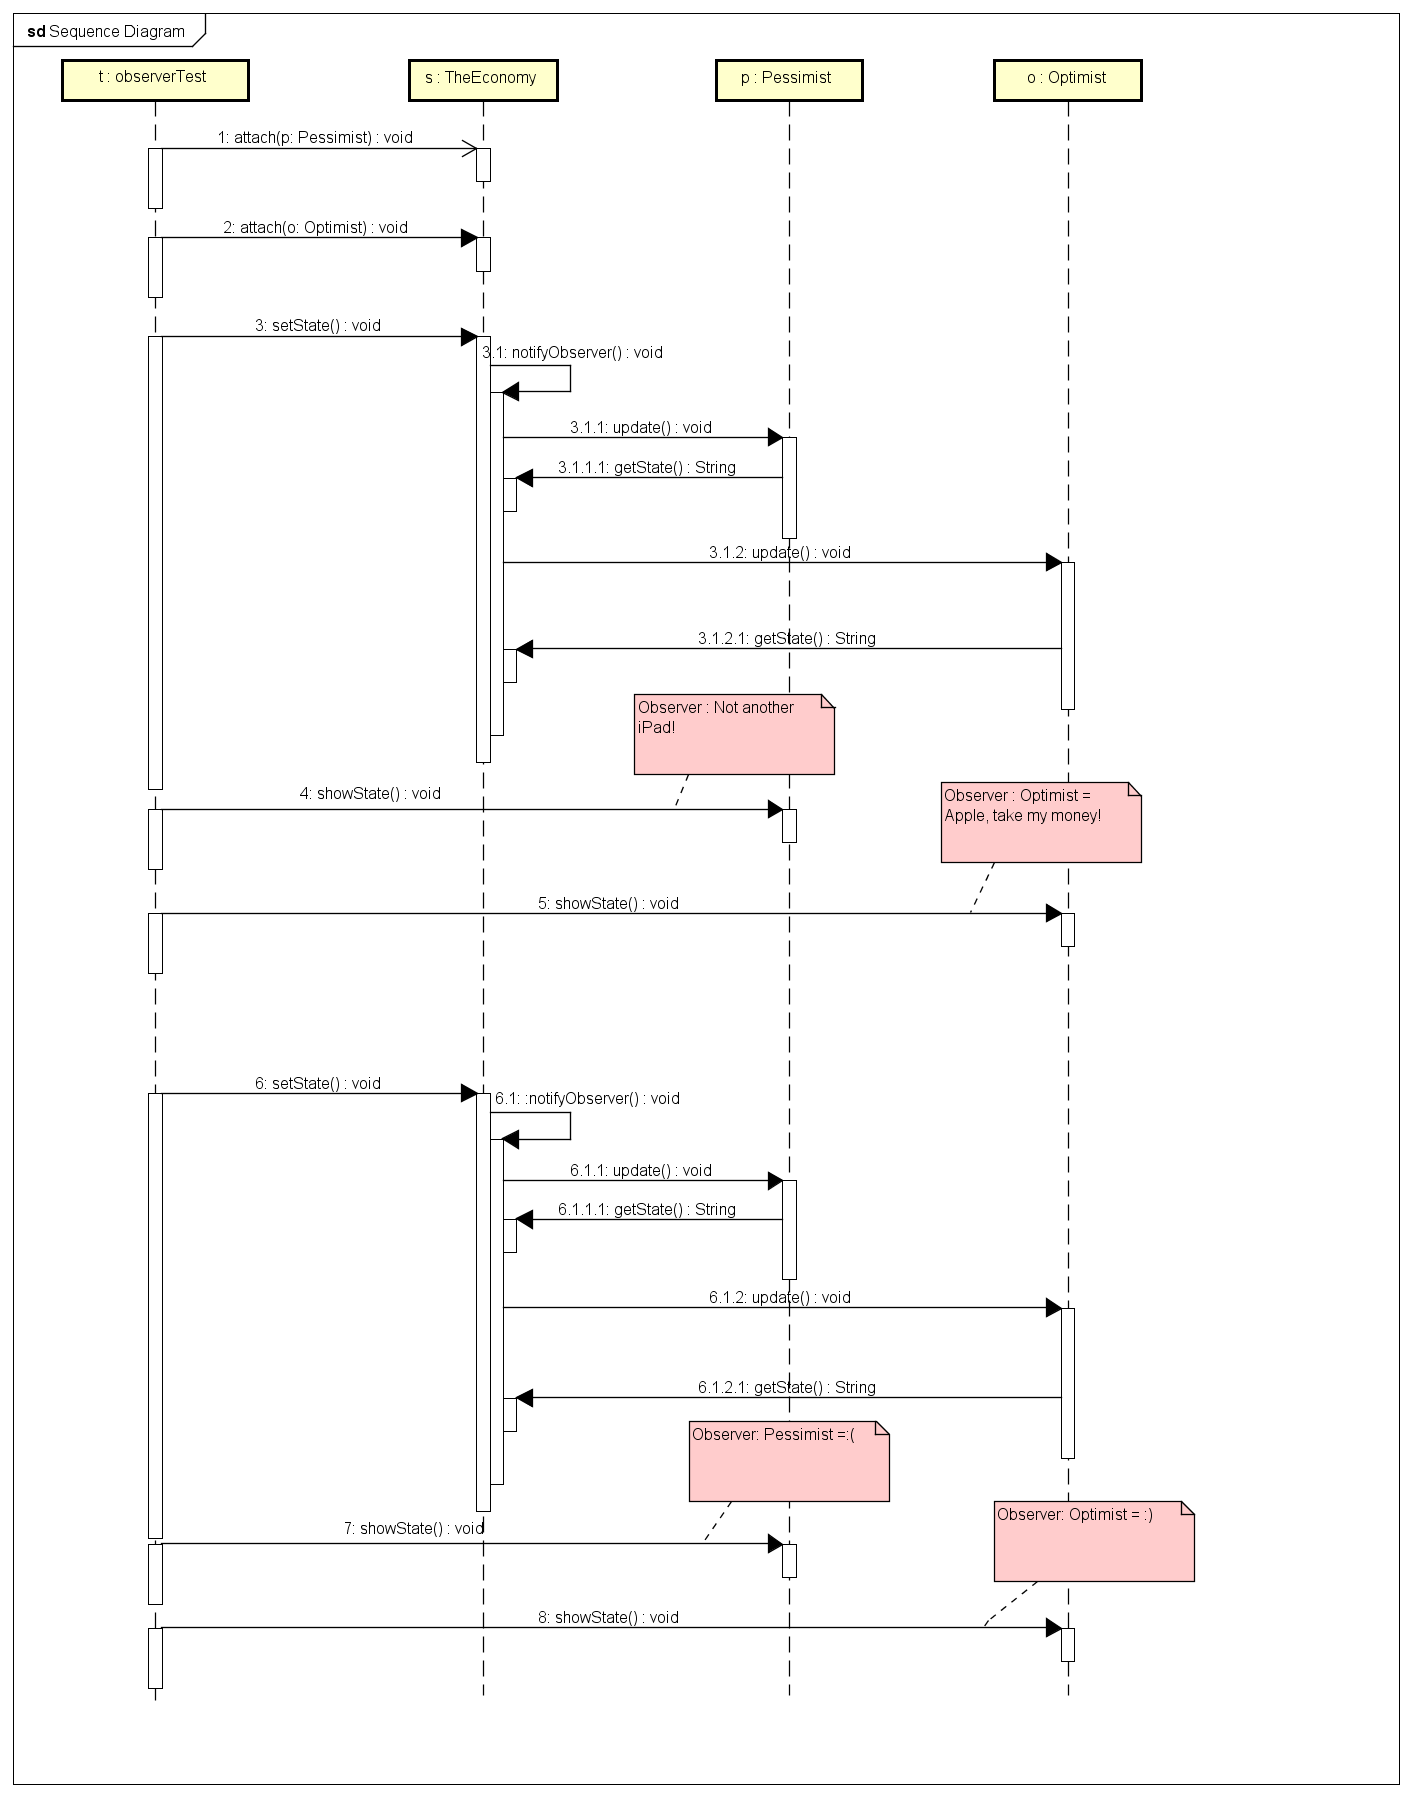 sd Sequence Diagram
t : observerTest
s : TheEconomy
p : Pessimist
o : Optimist
1: attach(p: Pessimist) : void
2: attach(o: Optimist) : void
3: setState() : void
3.1: notifyObserver() : void
3.1.1: update() : void
3.1.1.1: getState() : String
3.1.2: update() : void
3.1.2.1: getState() : String
Observer : Not another
iPad!
4: showState() : void
Observer : Optimist =
Apple, take my money!
5: showState() : void
6: setState() : void
6.1: :notifyObserver() : void
6.1.1: update() : void
6.1.1.1: getState() : String
6.1.2: update() : void
6.1.2.1: getState() : String
Observer: Pessimist =:(
Observer: Optimist = :)
7: showState() : void
8: showState() : void